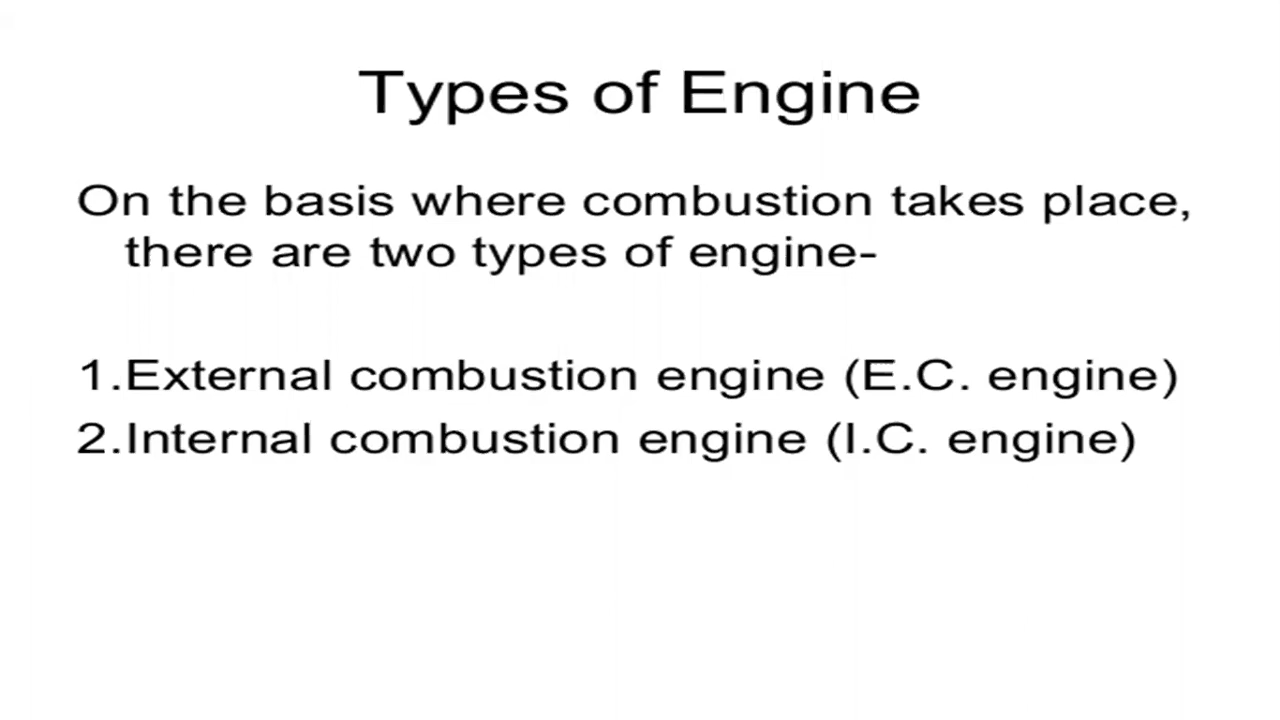 Types of Engine
On the basis where combustion takes place,
there are two types of engine-
1.External combustion engine (E.C. engine)
2.Internal combustion engine (I.C. engine)